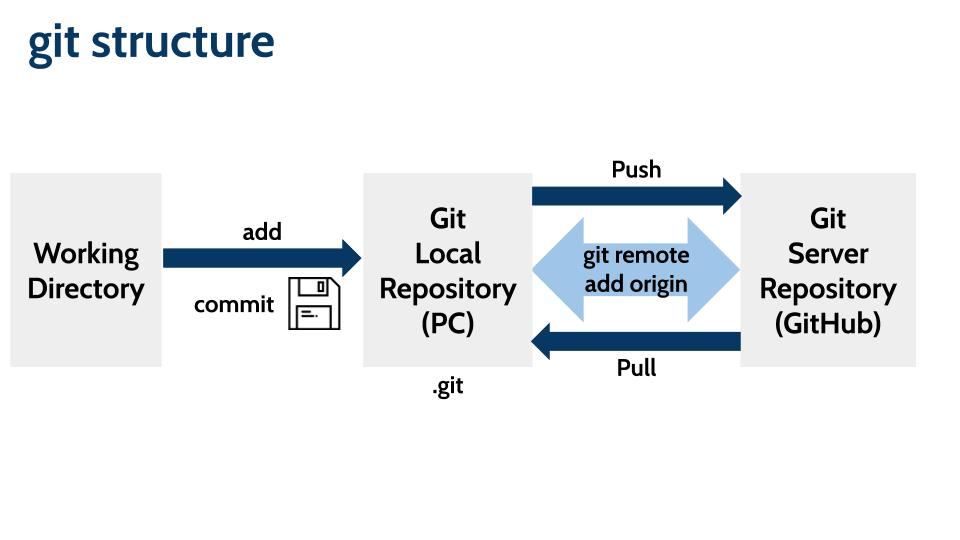 git structure
Working
Directory
add
commit
Git
Local
Repository
(PC)
.git
Push
git remote
add origin
Pull
Git
Server
Repository
(GitHub)